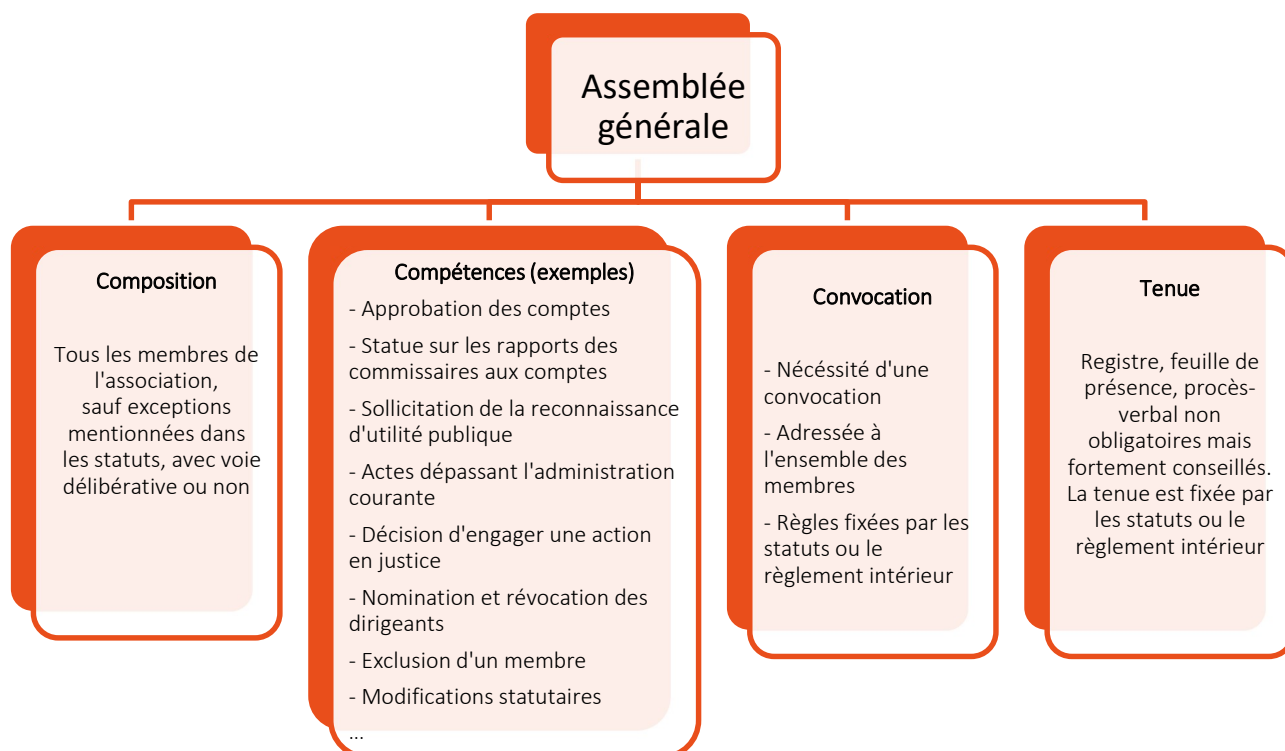 Assemblée
générale
Composition
Tous les membres de
l'association,
sauf exceptions
mentionnées dans
les statuts, avec voie
délibérative ou non
Compétences (exemples)
- Approbation des comptes
- Statue sur les rapports des
commissaires aux comptes
- Sollicitation de la reconnaissance
d'utilité publique
- Actes dépassant l'administration
courante
- Décision d'engager une action
en justice
- Nomination et révocation des
dirigeants
- Exclusion d'un membre
- Modifications statutaires
...
Convocation
- Nécéssité d'une
convocation
- Adressée à
l'ensemble des
membres
- Règles fixées par les
statuts ou le
règlement intérieur
Tenue
Registre, feuille de
présence, procès-
verbal non
obligatoires mais
fortement conseillés.
La tenue est fixée par
les statuts ou le
règlement intérieur